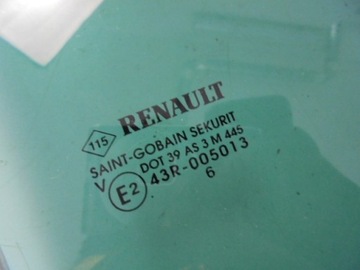 115 RENAULT
SAINT-GOBAIN SEKURIT
DOT 39 AS 3 M 445
V E2 43R-005013
6